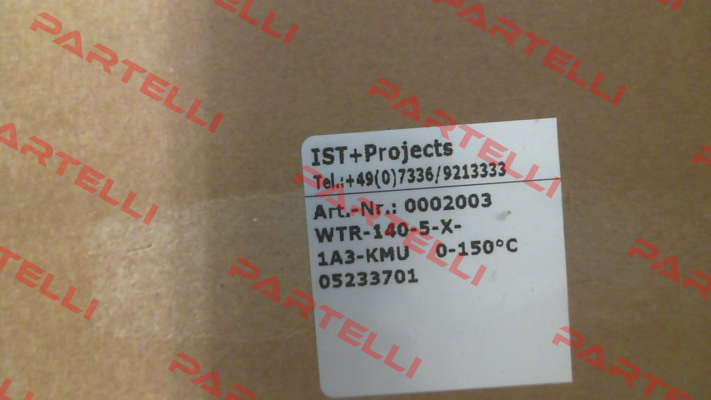 PARTELLI
PARTELLI
PARTELLI
PARTELLI
IST+Projects
Tel.:+49(0)7336/9213333
Art.-Nr.: 0002003
WTR-140-5-X-
1A3-KMU 0-150°C
05233701
PARTELLI
PARTELLI
PARTELLI
PARTELLI